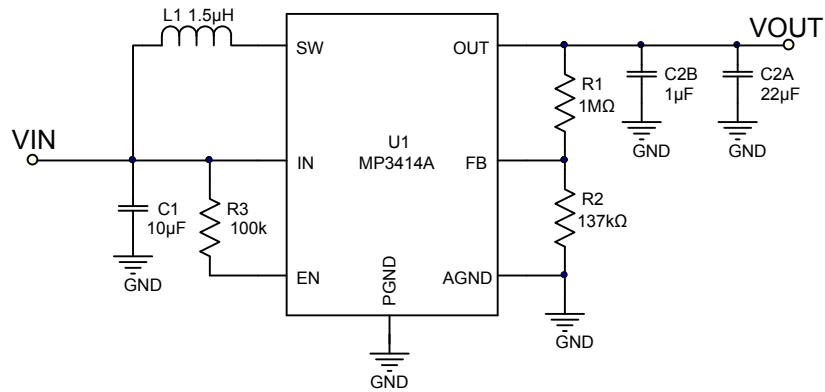 L1 1.5µH
VOUT
SW
OUT
C2B
1µF
C2A
22µF
R1
1MΩ
GND
GND
VIN
U1
MP3414A
IN
FB
C1
10µF
R3
100k
R2
137kΩ
GND
EN
PGND
AGND
GND
GND